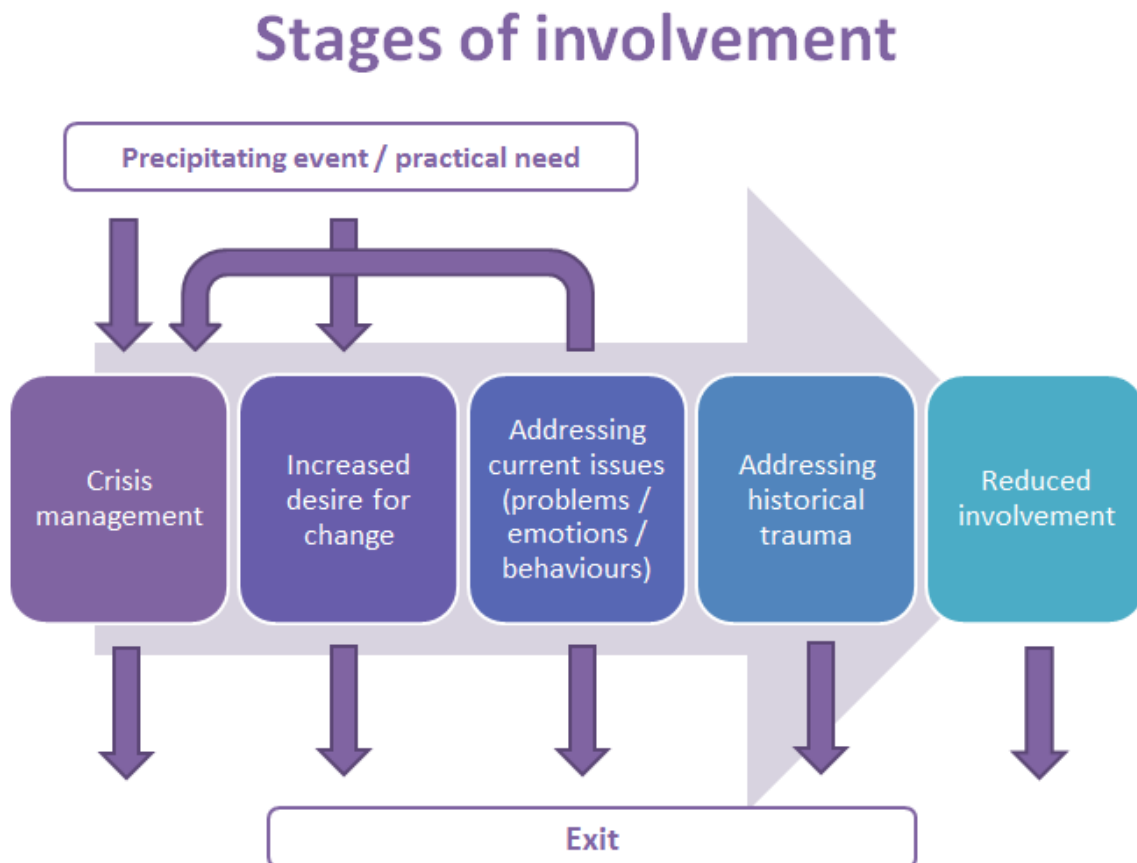 Stages of involvement
Precipitating event / practical need
Crisis
management
Increased
desire for
change
Addressing
current issues
(problems /
emotions /
behaviours)
Addressing
historical
trauma
Reduced
involvement
Exit